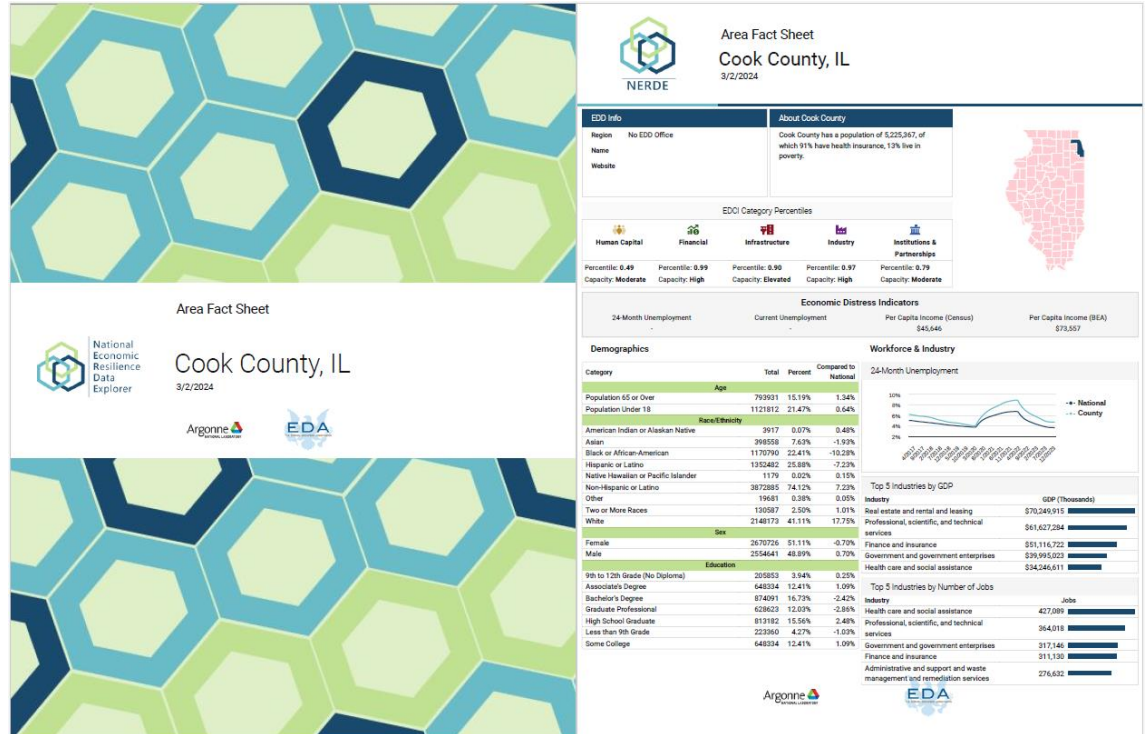 Area Fact Sheet
National
Economic
Resilience
Data
Explorer
Cook County, IL
3/2/2024
Argonne
NATIONAL LABORATORY
EDA
NERDE
Area Fact Sheet
Cook County, IL
3/2/2024
EDD Info
Region No EDD Office
Name
Website
About Cook County
Cook County has a population of 5,225,367, of
which 91% have health insurance, 13% live in
poverty.
EDCI Category Percentiles
Human Capital Financial Infrastructure Industry Institutions &
Partnerships
Percentile: 0.49 Percentile: 0.99 Percentile: 0.90 Percentile: 0.97 Percentile: 0.79
Capacity: Moderate Capacity: High Capacity: Elevated Capacity: High Capacity: Moderate
Economic Distress Indicators
24-Month Unemployment Current Unemployment Per Capita Income (Census) Per Capita Income (BEA)
- - $45,646 $73,557
Demographics
Category Total Percent Compared to
National
Age
Population 65 or Over 793931 15.19% 1.34%
Population Under 18 1121812 21.47% 0.64%
Race/Ethnicity
American Indian or Alaskan Native 3917 0.07% 0.48%
Asian 398558 7.63% -1.93%
Black or African-American 1170790 22.41% -10.28%
Hispanic or Latino 1352482 25.88% -7.23%
Native Hawaiian or Pacific Islander 1179 0.02% 0.15%
Non-Hispanic or Latino 3872885 74.12% 7.23%
Other 19681 0.38% 0.05%
Two or More Races 130587 2.50% 1.01%
White 2148173 41.11% 17.75%
Sex
Female 2670726 51.11% -0.70%
Male 2554641 48.89% 0.70%
Education
9th to 12th Grade (No Diploma) 205853 3.94% 0.25%
Associate's Degree 648334 12.41% 1.09%
Bachelor's Degree 874091 16.73% -2.42%
Graduate Professional 628623 12.03% -2.86%
High School Graduate 813182 15.56% 2.48%
Less than 9th Grade 223360 4.27% -1.03%
Some College 648334 12.41% 1.09%
Workforce & Industry
24-Month Unemployment
10%
8%
6%
4%
2%
National
County
Top 5 Industries by GDP
Industry GDP (Thousands)
Real estate and rental and leasing $70,249,915
Professional, scientific, and technical
services $61,627,284
Finance and insurance $51,116,722
Government and government enterprises $39,995,023
Health care and social assistance $34,246,611
Top 5 Industries by Number of Jobs
Industry Jobs
Health care and social assistance 427,089
Professional, scientific, and technical
services 364,018
Government and government enterprises 317,146
Finance and insurance 311,130
Administrative and support and waste
management and remediation services 276,632
Argonne
NATIONAL LABORATORY
EDA